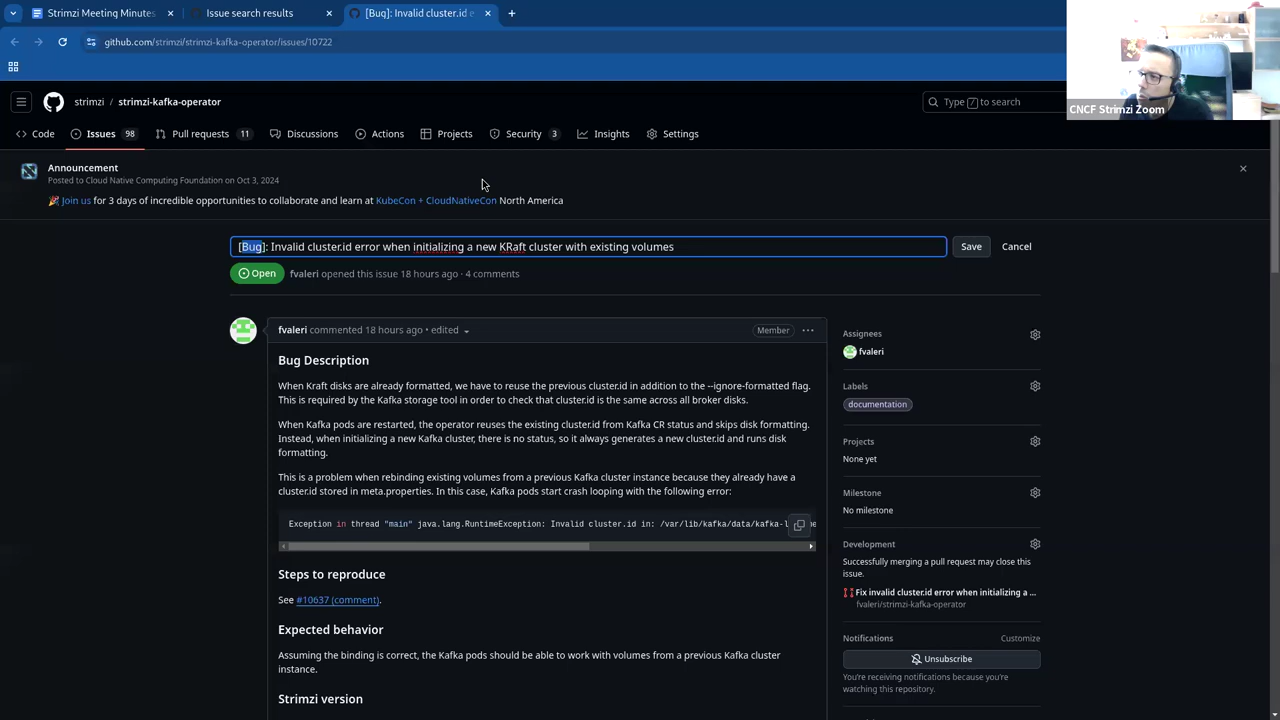 Strimzi Meeting Minutes
Issue search results
[Bug]: Invalid cluster.id e
github.com/strimzi/strimzi-kafka-operator/issues/10722
CNCF Strimzi Zoom
strimzi / strimzi-kafka-operator
Type / to search
Code
Issues 98
Pull requests 11
Discussions
Actions
Projects
Security 3
Insights
Settings
Announcement
Posted to Cloud Native Computing Foundation on Oct 3, 2024
🎉 Join us for 3 days of incredible opportunities to collaborate and learn at KubeCon + CloudNativeCon North America
[Bug]: Invalid cluster.id error when initializing a new KRaft cluster with existing volumes
Save
Cancel
Open
fvaleri opened this issue 18 hours ago · 4 comments
fvaleri commented 18 hours ago • edited
Member
Bug Description
When Kraft disks are already formatted, we have to reuse the previous cluster.id in addition to the --ignore-formatted flag.
This is required by the Kafka storage tool in order to check that cluster.id is the same across all broker disks.
When Kafka pods are restarted, the operator reuses the existing cluster.id from Kafka CR status and skips disk formatting.
Instead, when initializing a new Kafka cluster, there is no status, so it always generates a new cluster.id and runs disk
formatting.
This is a problem when rebinding existing volumes from a previous Kafka cluster instance because they already have a
cluster.id stored in meta.properties. In this case, Kafka pods start crash looping with the following error:
Exception in thread "main" java.lang.RuntimeException: Invalid cluster.id in: /var/lib/kafka/data/kafka-l
Steps to reproduce
See #10637 (comment).
Expected behavior
Assuming the binding is correct, the Kafka pods should be able to work with volumes from a previous Kafka cluster
instance.
Strimzi version
Assignees
fvaleri
Labels
documentation
Projects
None yet
Milestone
No milestone
Development
Successfully merging a pull request may close this
issue.
Fix invalid cluster.id error when initializing a ...
fvaleri/strimzi-kafka-operator
Notifications
Customize
Unsubscribe
You're receiving notifications because you're
watching this repository.